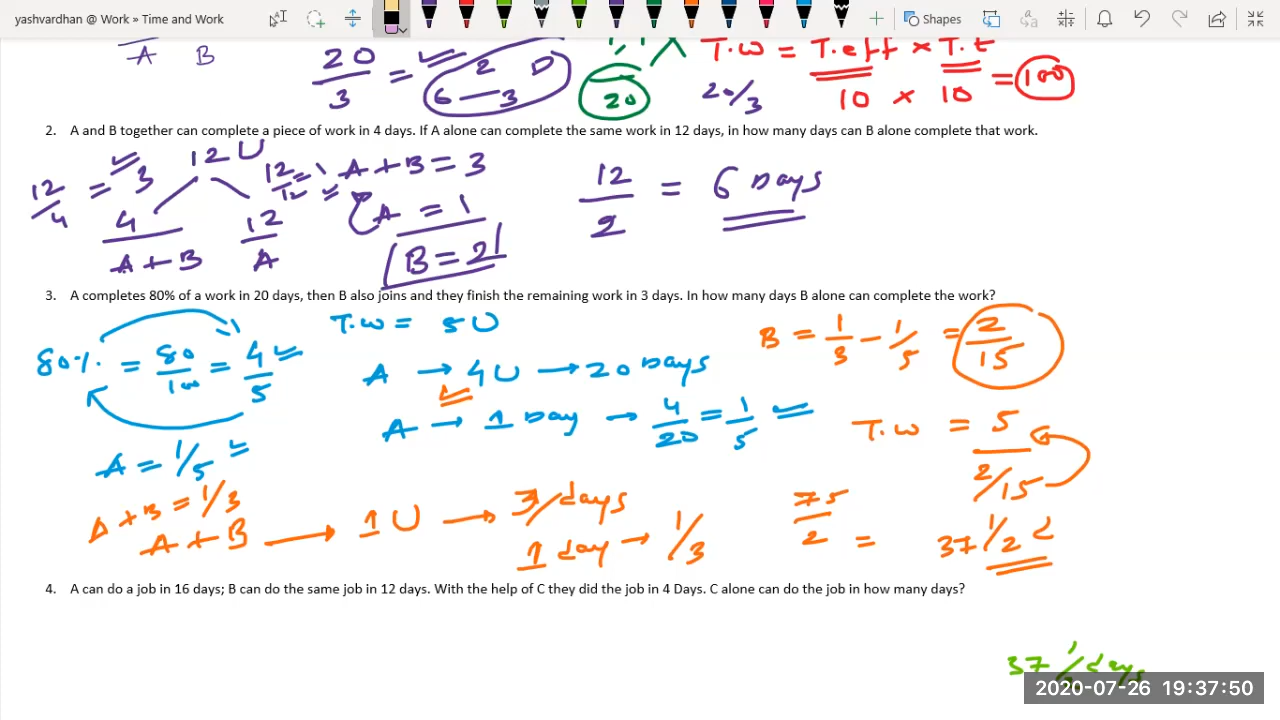 yashvardhan @ Work » Time and Work
Shapes
A B
20/3 = 6 2/3 D
20
20/3
T.W = T.eff × T.t
10 × 10 = 100
2. A and B together can complete a piece of work in 4 days. If A alone can complete the same work in 12 days, in how many days can B alone complete that work.
12 U
12/4 = 3
12/12 = 1
4
A + B
12
A
A + B = 3
A = 1
B = 2
12/2 = 6 Days
3. A completes 80% of a work in 20 days, then B also joins and they finish the remaining work in 3 days. In how many days B alone can complete the work?
T.W = 5U
80% = 80/100 = 4/5
A → 4U → 20 Days
A → 1 Day → 4/20 = 1/5
A = 1/5
B = 1/3 - 1/5 = 2/15
T.W = 5
2/15
A + B = 1/3
A + B → 1U → 3/days
1 day → 1/3
75/2 = 37 1/2 d
4. A can do a job in 16 days; B can do the same job in 12 days. With the help of C they did the job in 4 Days. C alone can do the job in how many days?
37 1/2 days
2020-07-26 19:37:50